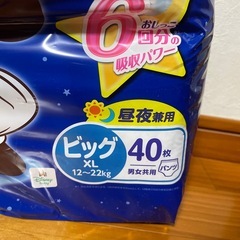 おしっこ
6回分の
吸収パワー
昼夜兼用
ビッグ
XL
12~22kg
40枚
男女共用
パンツ
Disney